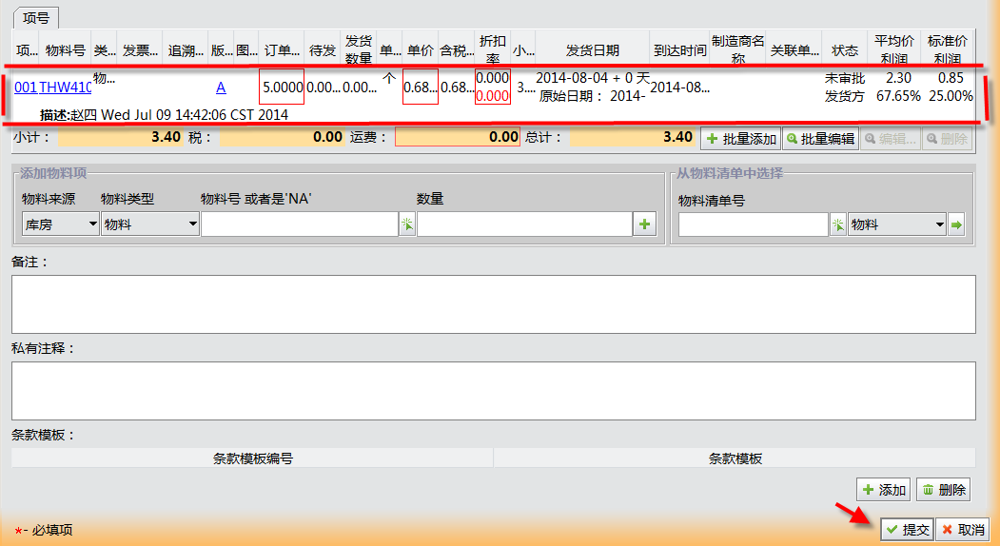 项号
项... 物料号 类... 发票... 追溯... 版... 图... 订单... 待发 发货数量 单... 单价 含税... 折扣率 小... 发货日期 到达时间 制造商名称 关联单... 状态 平均价利润 标准价利润
001 THW410 物... A 5.0000 0.00... 0.00... 个 0.68... 0.68... 0.000 3.... 2014-08-04 + 0 天 2014-08... 未审批 2.30 0.85
0.000 原始日期： 2014- 发货方 67.65% 25.00%
描述:赵四 Wed Jul 09 14:42:06 CST 2014
小计： 3.40 税： 0.00 运费： 0.00 总计： 3.40 批量添加 批量编辑 编辑... 删除
添加物料项 从物料清单中选择
物料来源 物料类型 物料号 或者是'NA' 数量 物料清单号
库房 物料 物料
备注：
私有注释：
条款模板：
条款模板编号 条款模板
添加 删除
*- 必填项 提交 取消